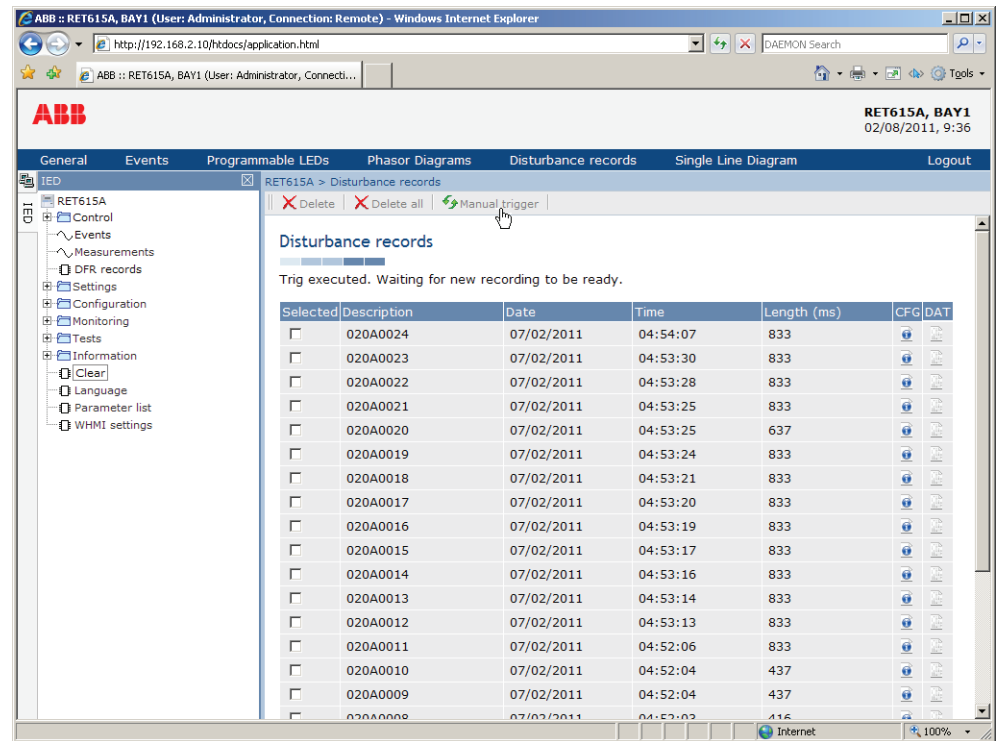 ABB :: RET615A, BAY1 (User: Administrator, Connection: Remote) - Windows Internet Explorer
http://192.168.2.10/htdocs/application.html
DAEMON Search
ABB :: RET615A, BAY1 (User: Administrator, Connecti...
Tools
ABB
RET615A, BAY1
02/08/2011, 9:36
General Events Programmable LEDs Phasor Diagrams Disturbance records Single Line Diagram Logout
IED
IED
RET615A
Control
Events
Measurements
DFR records
Settings
Configuration
Monitoring
Tests
Information
Clear
Language
Parameter list
WHMI settings
RET615A > Disturbance records
Delete Delete all Manual trigger
Disturbance records
Trig executed. Waiting for new recording to be ready.
Selected Description Date Time Length (ms) CFG DAT
020A0024 07/02/2011 04:54:07 833
020A0023 07/02/2011 04:53:30 833
020A0022 07/02/2011 04:53:28 833
020A0021 07/02/2011 04:53:25 833
020A0020 07/02/2011 04:53:25 637
020A0019 07/02/2011 04:53:24 833
020A0018 07/02/2011 04:53:21 833
020A0017 07/02/2011 04:53:20 833
020A0016 07/02/2011 04:53:19 833
020A0015 07/02/2011 04:53:17 833
020A0014 07/02/2011 04:53:16 833
020A0013 07/02/2011 04:53:14 833
020A0012 07/02/2011 04:53:13 833
020A0011 07/02/2011 04:52:06 833
020A0010 07/02/2011 04:52:04 437
020A0009 07/02/2011 04:52:04 437
020A0008 07/02/2011 04:52:03 416
Internet 100%